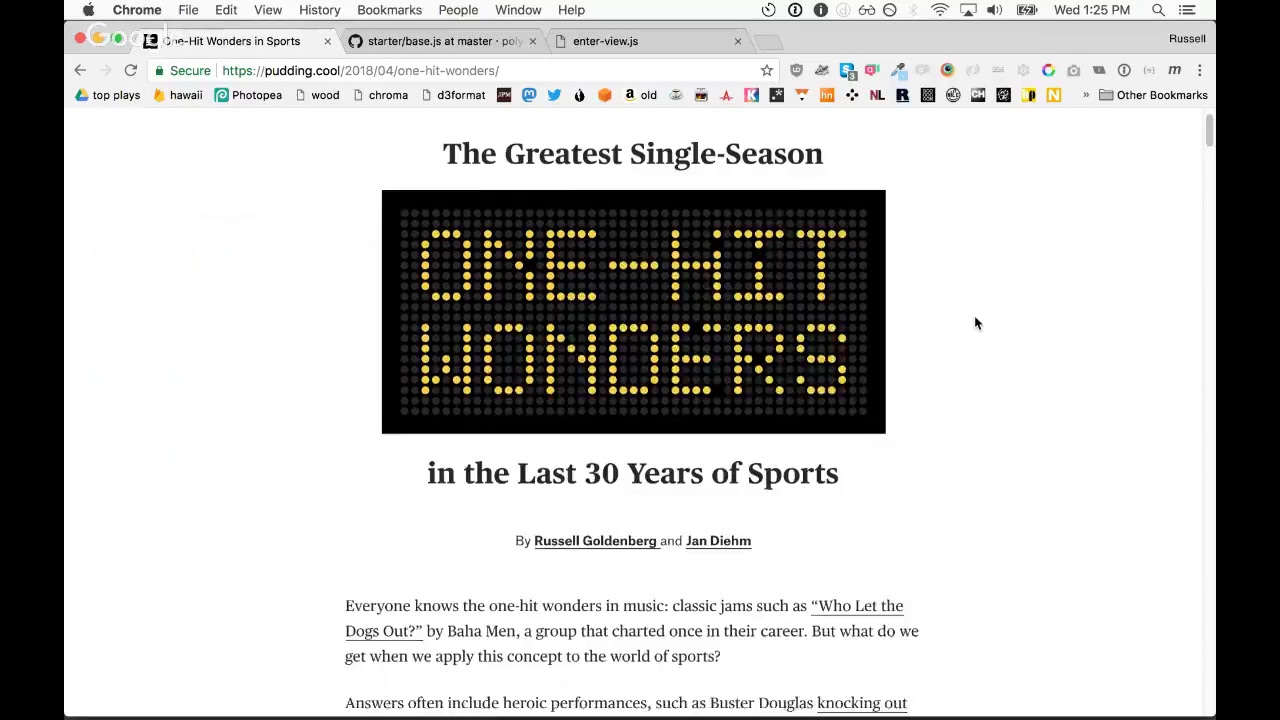 Chrome File Edit View History Bookmarks People Window Help Wed 1:25 PM
Google
One-Hit Wonders in Sports × starter/base.js at master · poly × enter-view.js × Russell
Secure https://pudding.cool/2018/04/one-hit-wonders/
top plays hawaii Photopea wood chroma d3format JPM old hn NL R CH N » Other Bookmarks
The Greatest Single-Season
ONE-HIT
WONDERS
in the Last 30 Years of Sports
By Russell Goldenberg and Jan Diehm
Everyone knows the one-hit wonders in music: classic jams such as “Who Let the
Dogs Out?” by Baha Men, a group that charted once in their career. But what do we
get when we apply this concept to the world of sports?
Answers often include heroic performances, such as Buster Douglas knocking out